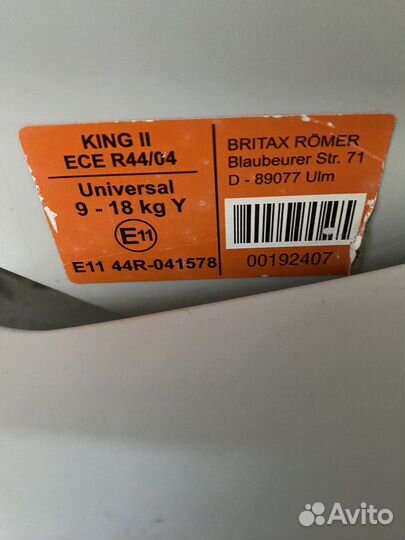 KING II
ECE R44/04
Universal
9 - 18 kg Y
E11
E11 44R-041578
BRITAX RÖMER
Blaubeurer Str. 71
D - 89077 Ulm
00192407
Avito